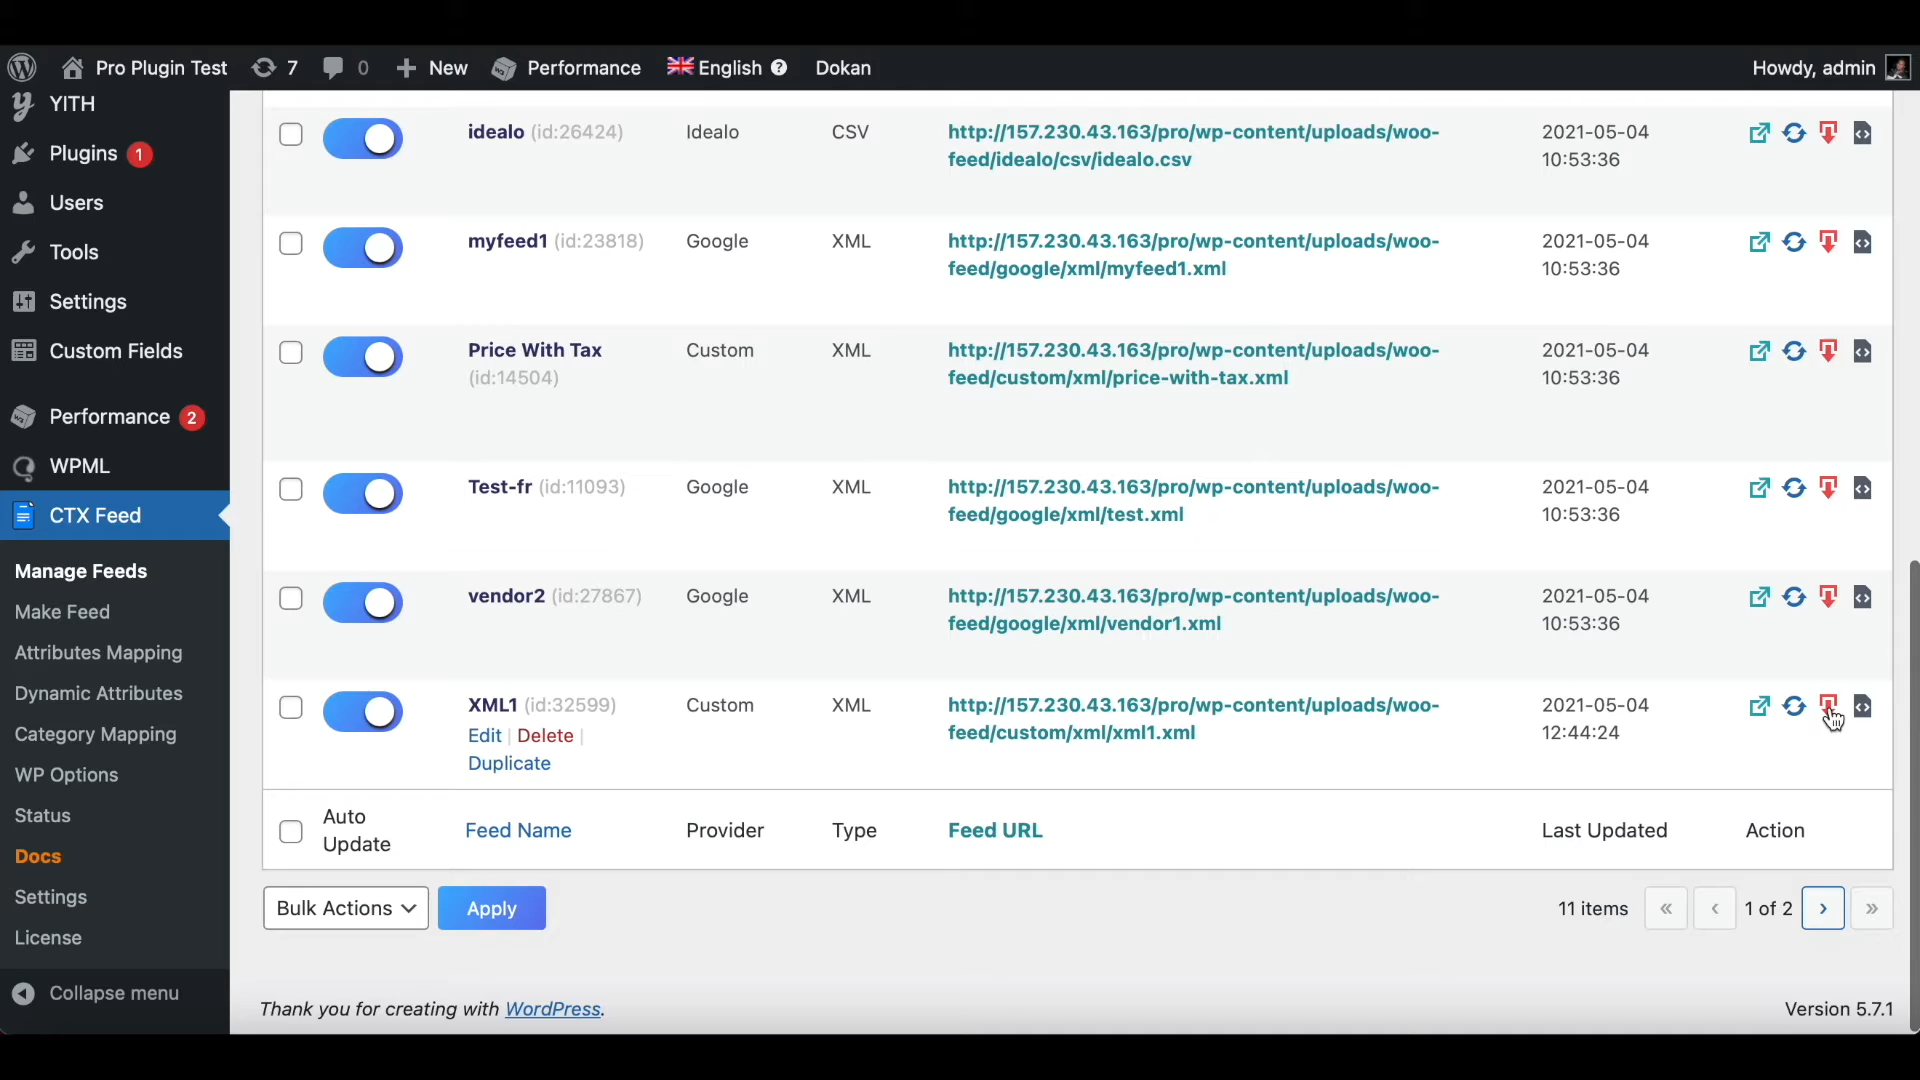 Pro Plugin Test 7 0 New Performance English Dokan Howdy, admin
YITH
Plugins 1
Users
Tools
Settings
Custom Fields
Performance 2
WPML
CTX Feed
Manage Feeds
Make Feed
Attributes Mapping
Dynamic Attributes
Category Mapping
WP Options
Status
Docs
Settings
License
Collapse menu
idealo (id:26424) Idealo CSV http://157.230.43.163/pro/wp-content/uploads/woo- 2021-05-04
feed/idealo/csv/idealo.csv 10:53:36
myfeed1 (id:23818) Google XML http://157.230.43.163/pro/wp-content/uploads/woo- 2021-05-04
feed/google/xml/myfeed1.xml 10:53:36
Price With Tax Custom XML http://157.230.43.163/pro/wp-content/uploads/woo- 2021-05-04
(id:14504) feed/custom/xml/price-with-tax.xml 10:53:36
Test-fr (id:11093) Google XML http://157.230.43.163/pro/wp-content/uploads/woo- 2021-05-04
feed/google/xml/test.xml 10:53:36
vendor2 (id:27867) Google XML http://157.230.43.163/pro/wp-content/uploads/woo- 2021-05-04
feed/google/xml/vendor1.xml 10:53:36
XML1 (id:32599) Custom XML http://157.230.43.163/pro/wp-content/uploads/woo- 2021-05-04
Edit | Delete | feed/custom/xml/xml1.xml 12:44:24
Duplicate
Auto
Update Feed Name Provider Type Feed URL Last Updated Action
Bulk Actions Apply 11 items « ‹ 1 of 2 › »
Thank you for creating with WordPress. Version 5.7.1